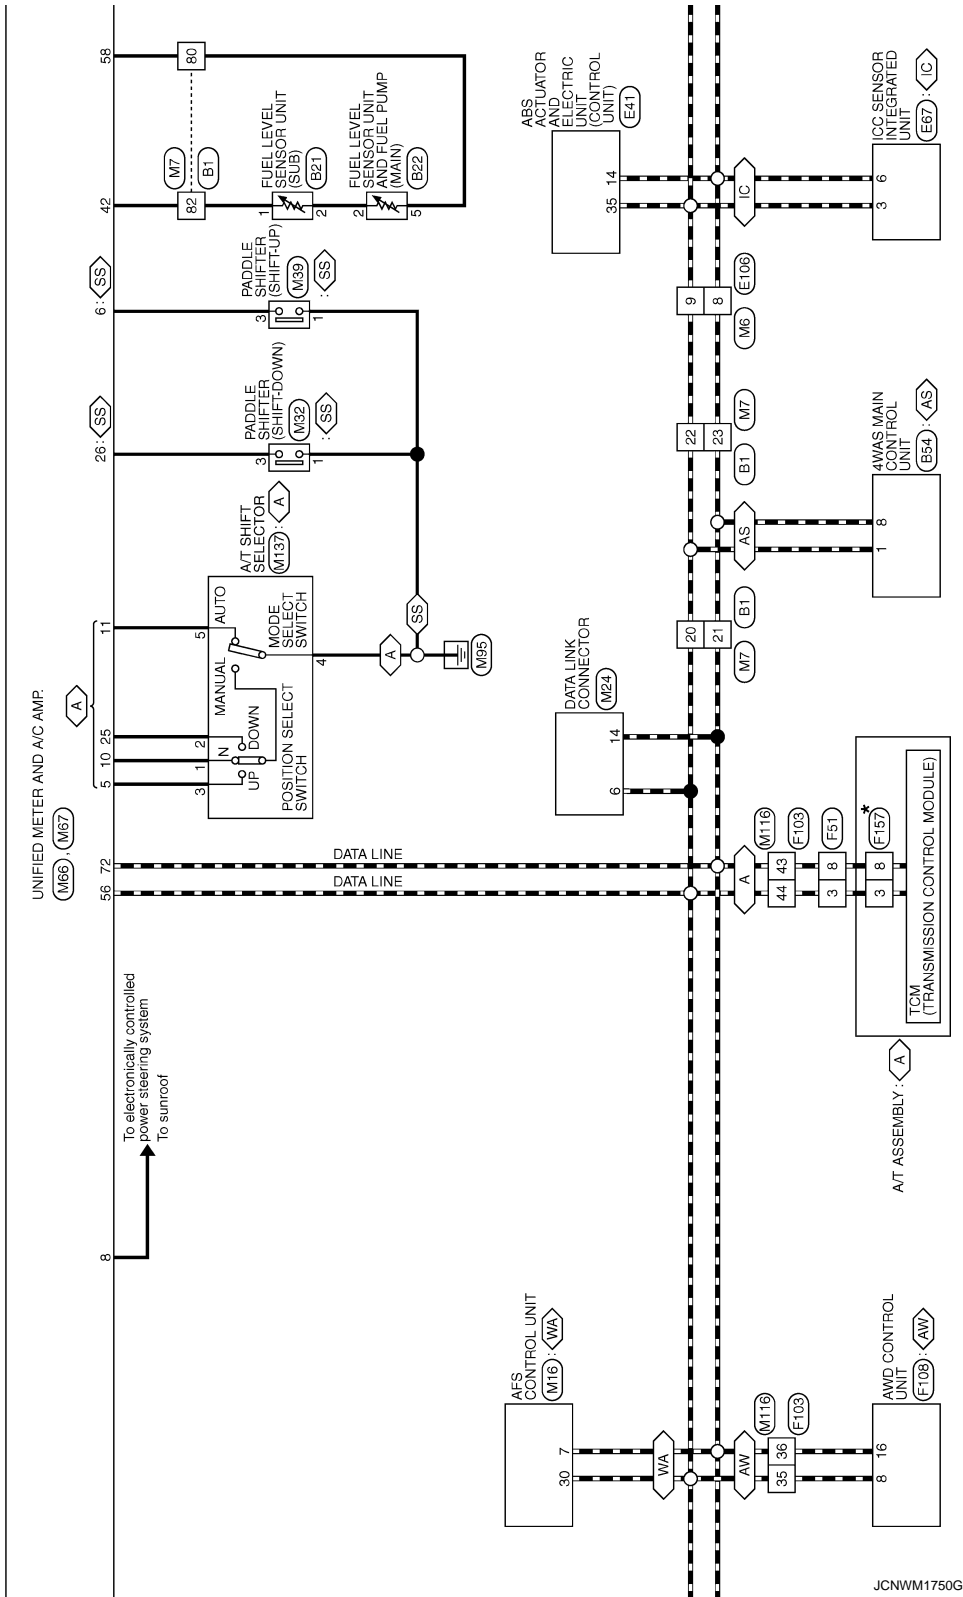 UNIFIED METER AND A/C AMP.
M66 , M67
8
To electronically controlled
power steering system
To sunroof
56
72
DATA LINE
DATA LINE
A
5
10
25
11
3
1
2
5
UP
N
DOWN
MANUAL
AUTO
POSITION SELECT
SWITCH
MODE
SELECT
SWITCH
4
A/T SHIFT
SELECTOR
M137 : A
A
SS
M95
26 : SS
3
1
PADDLE
SHIFTER
(SHIFT-DOWN)
M32
: SS
6 : SS
3
1
PADDLE
SHIFTER
(SHIFT-UP)
M39
: SS
42
82
M7
B1
1
2
FUEL LEVEL
SENSOR UNIT
(SUB)
B21
2
5
FUEL LEVEL
SENSOR UNIT
AND FUEL PUMP
(MAIN)
B22
58
80
AFS
CONTROL UNIT
M16 : WA
30
7
WA
DATA LINK
CONNECTOR
M24
6
14
ABS
ACTUATOR
AND
ELECTRIC
UNIT
(CONTROL
UNIT)
E41
35
14
AW
M116
F103
35
36
8
16
AWD CONTROL
UNIT
F108 : AW
A
M116
F103
44
43
F51
3
8
*
F157
3
8
TCM
(TRANSMISSION CONTROL MODULE)
A/T ASSEMBLY : A
20
21
M7
B1
AS
1
8
4WAS MAIN
CONTROL
UNIT
B54 : AS
22
23
B1
M7
9
8
M6
E106
IC
3
6
ICC SENSOR
INTEGRATED
UNIT
E67 : IC
JCNWM1750G